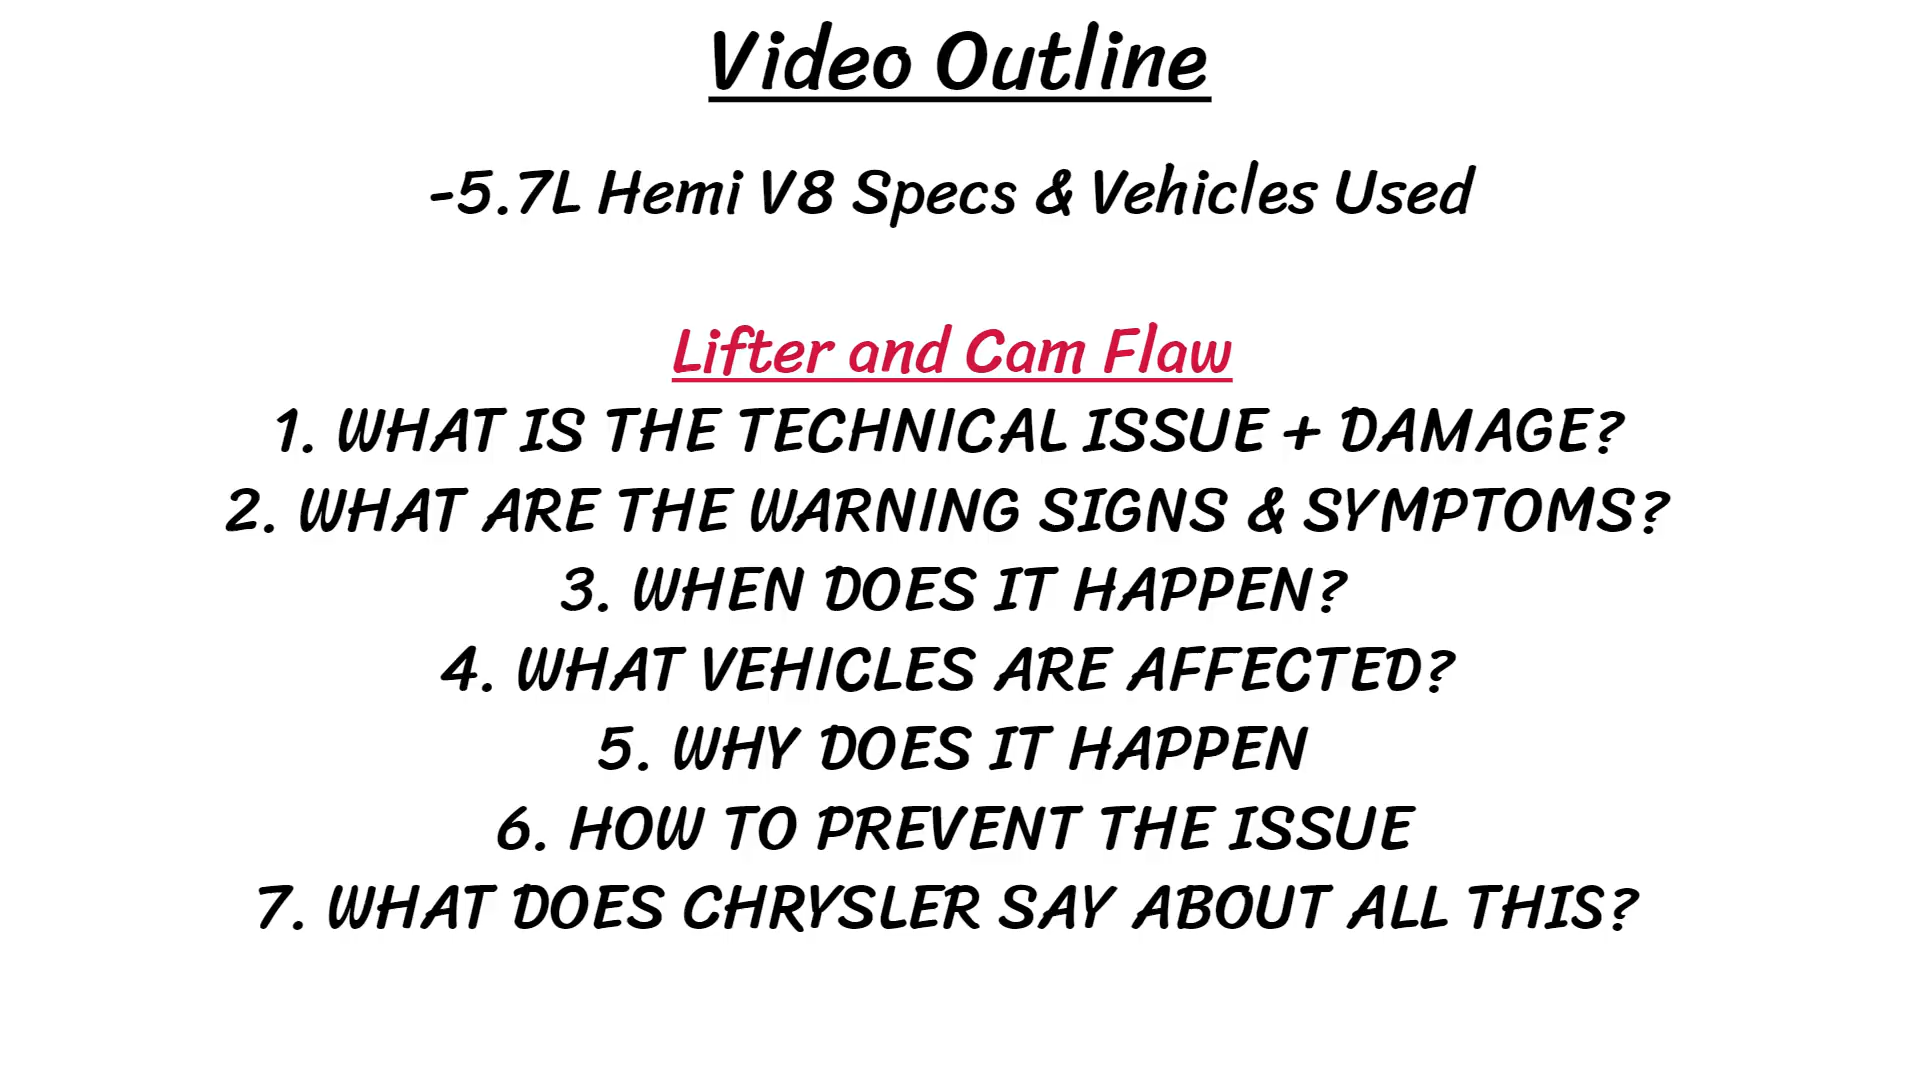 Video Outline
-5.7L Hemi V8 Specs & Vehicles Used
Lifter and Cam Flaw
1. WHAT IS THE TECHNICAL ISSUE + DAMAGE?
2. WHAT ARE THE WARNING SIGNS & SYMPTOMS?
3. WHEN DOES IT HAPPEN?
4. WHAT VEHICLES ARE AFFECTED?
5. WHY DOES IT HAPPEN
6. HOW TO PREVENT THE ISSUE
7. WHAT DOES CHRYSLER SAY ABOUT ALL THIS?